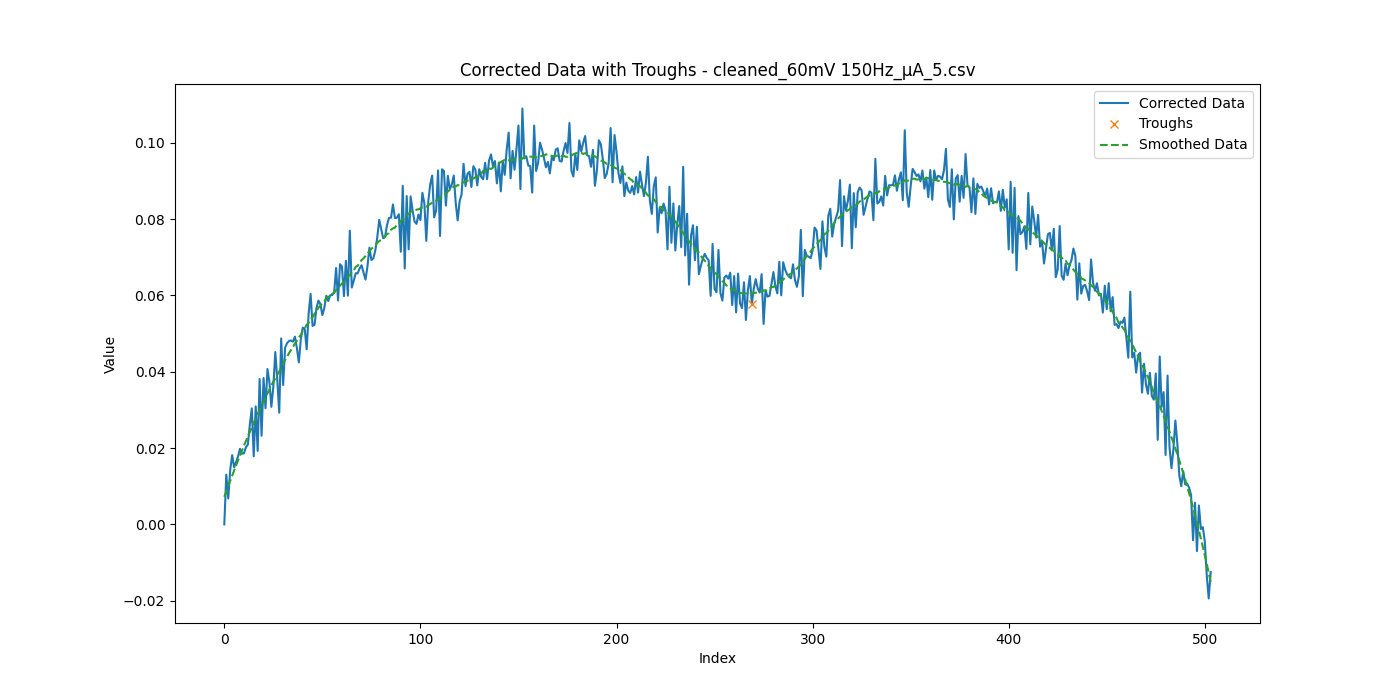 Corrected Data with Troughs - cleaned_60mV 150Hz_µA_5.csv
Corrected Data
Troughs
Smoothed Data
Value
0.10
0.08
0.06
0.04
0.02
0.00
−0.02
0 100 200 300 400 500
Index